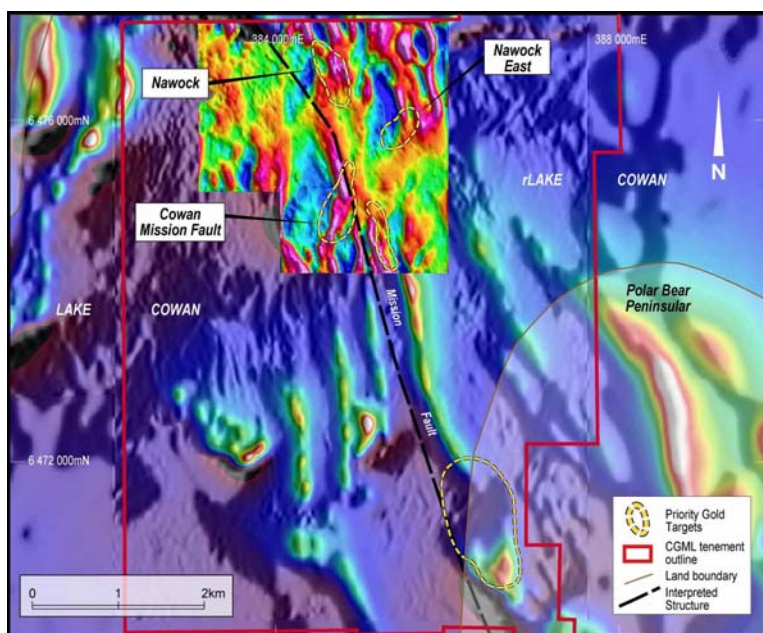 384 000mE
388 000mE
Nawock
Nawock
East
6 476 000mN
N
rLAKE
COWAN
Cowan
Mission Fault
Polar Bear
Peninsular
LAKE
COWAN
Mission
Fault
6 472 000mN
Priority Gold
Targets
CGML tenement
outline
Land boundary
Interpreted
Structure
0
1
2km